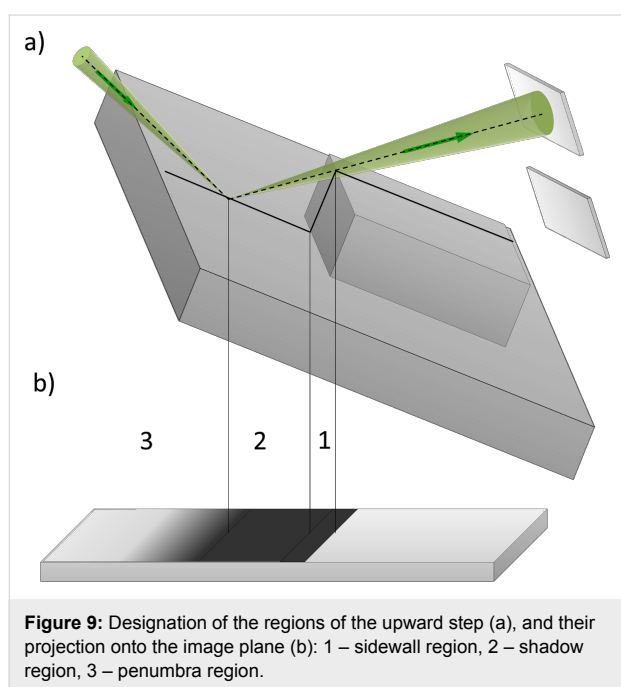 a)
b)
3 2 1
Figure 9: Designation of the regions of the upward step (a), and their
projection onto the image plane (b): 1 – sidewall region, 2 – shadow
region, 3 – penumbra region.